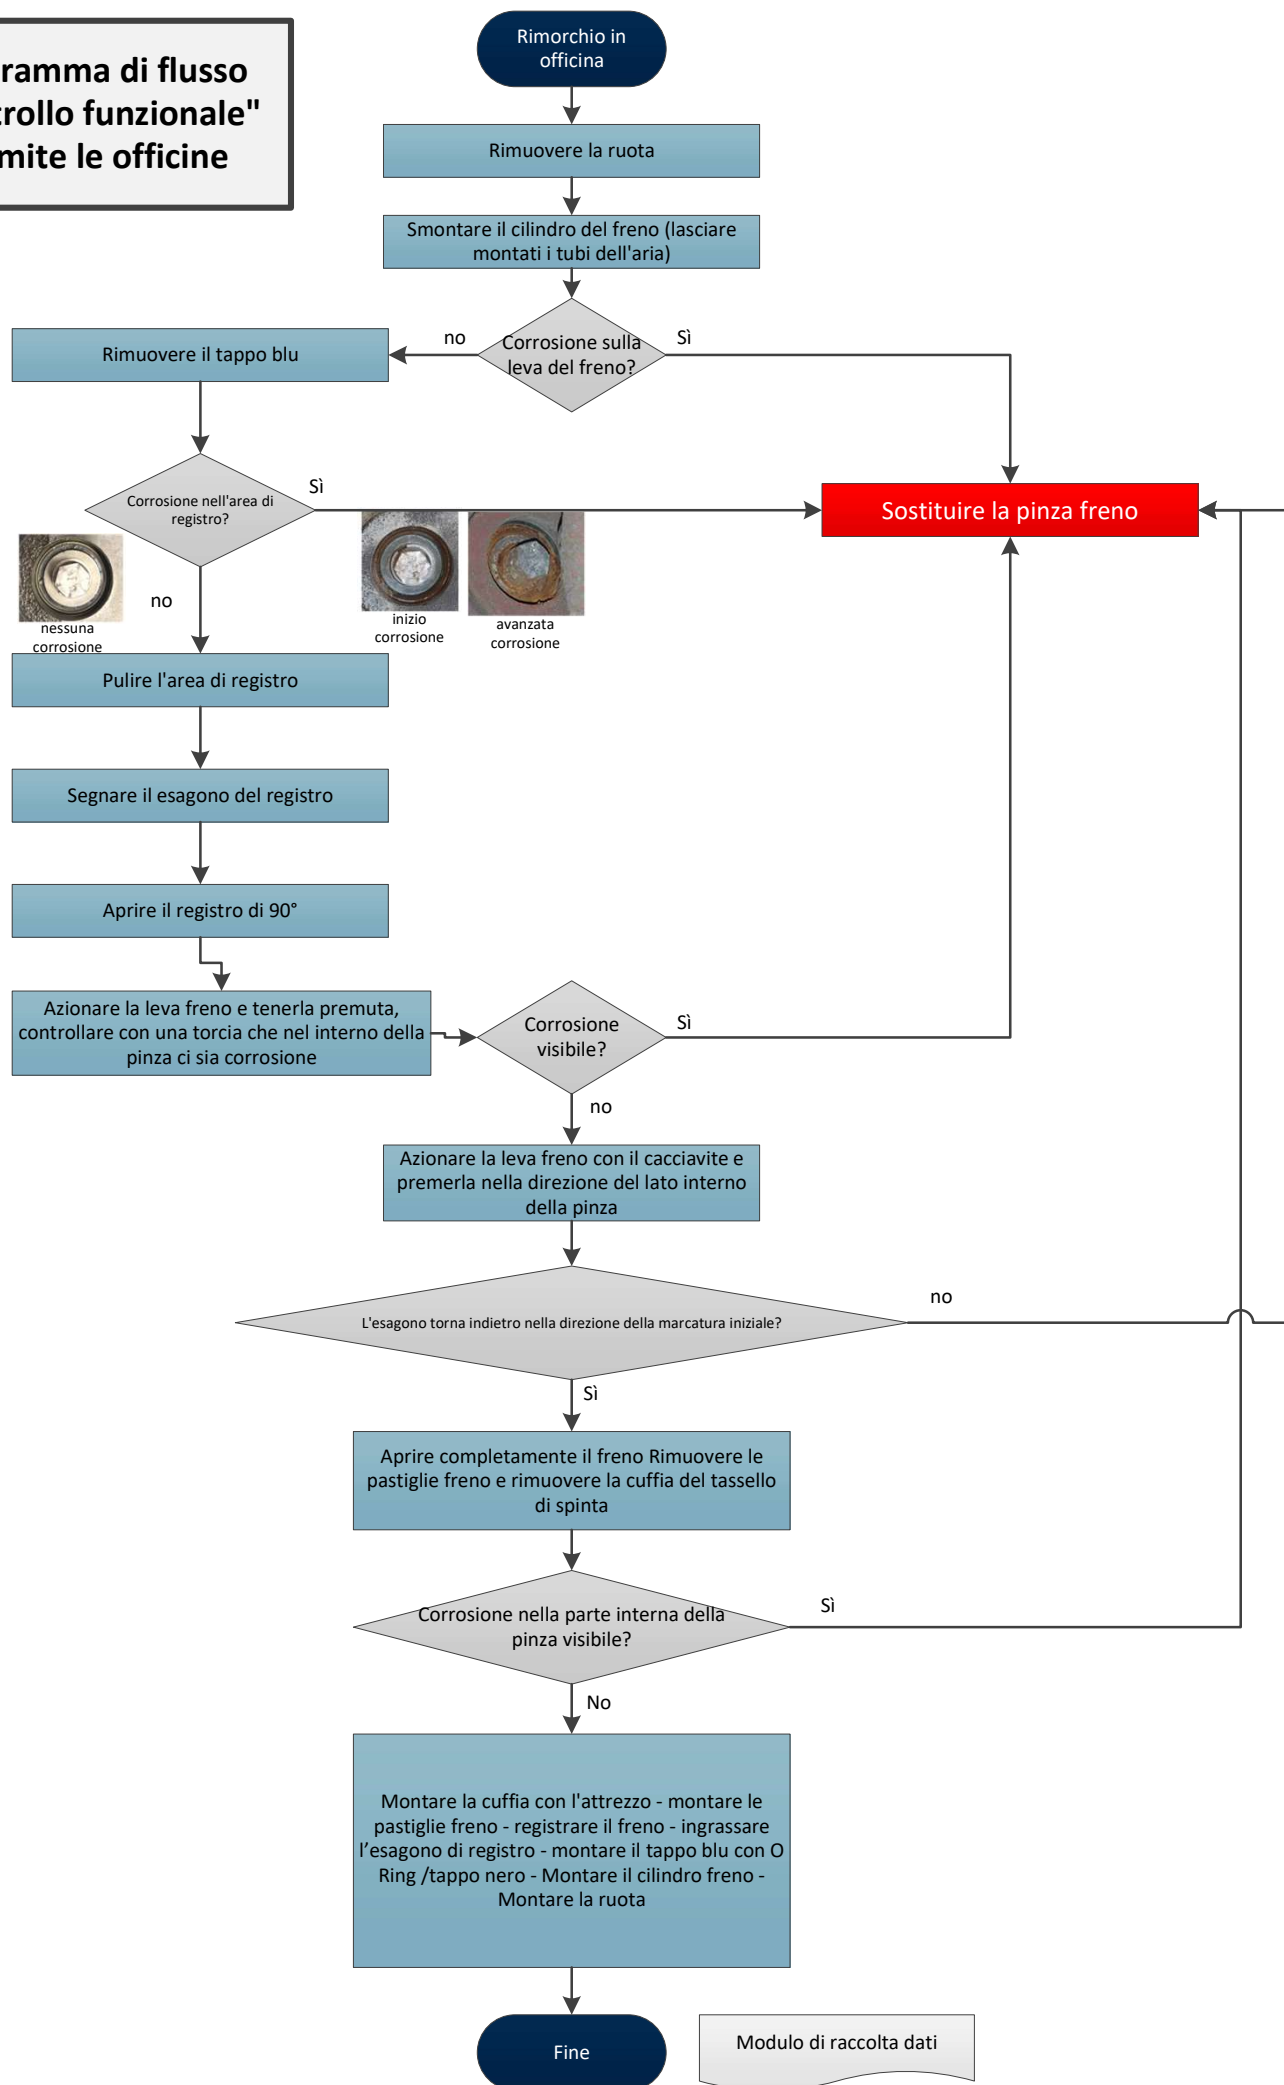 ramma di flusso
trollo funzionale"
mite le officine
Rimorchio in
officina
Rimuovere la ruota
Smontare il cilindro del freno (lasciare
montati i tubi dell'aria)
Corrosione sulla
leva del freno?
no
Sì
Rimuovere il tappo blu
Corrosione nell'area di
registro?
Sì
Sostituire la pinza freno
no
nessuna
corrosione
inizio
corrosione
avanzata
corrosione
Pulire l'area di registro
Segnare il esagono del registro
Aprire il registro di 90°
Azionare la leva freno e tenerla premuta,
controllare con una torcia che nel interno della
pinza ci sia corrosione
Corrosione
visibile?
Sì
no
Azionare la leva freno con il cacciavite e
premerla nella direzione del lato interno
della pinza
L'esagono torna indietro nella direzione della marcatura iniziale?
no
Sì
Aprire completamente il freno Rimuovere le
pastiglie freno e rimuovere la cuffia del tassello
di spinta
Corrosione nella parte interna della
pinza visibile?
Sì
No
Montare la cuffia con l'attrezzo - montare le
pastiglie freno - registrare il freno - ingrassare
l’esagono di registro - montare il tappo blu con O
Ring /tappo nero - Montare il cilindro freno -
Montare la ruota
Fine
Modulo di raccolta dati